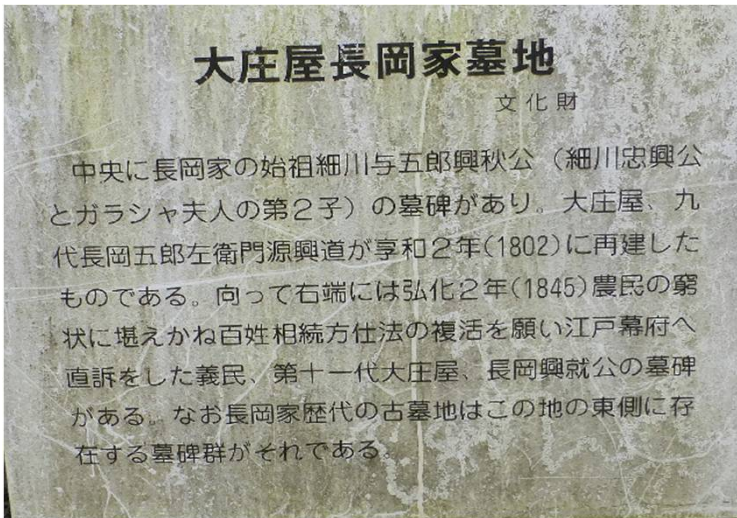 大庄屋長岡家墓地
文化財
中央に長岡家の始祖細川与五郎興秋公(細川忠興公
とガラシャ夫人の第2子)の墓碑があり。大庄屋、九
代長岡五郎左衛門源興道が享和2年(1802)に再建した
ものである。向って右端には弘化2年(1845)農民の窮
状に堪えかね百姓相続方仕法の複活を願い江戸幕府へ
直訴をした義民、第十一代大庄屋、長岡興就公の墓碑
がある。なお長岡家歴代の古墓地はこの地の東側に存
在する墓碑群がそれである。